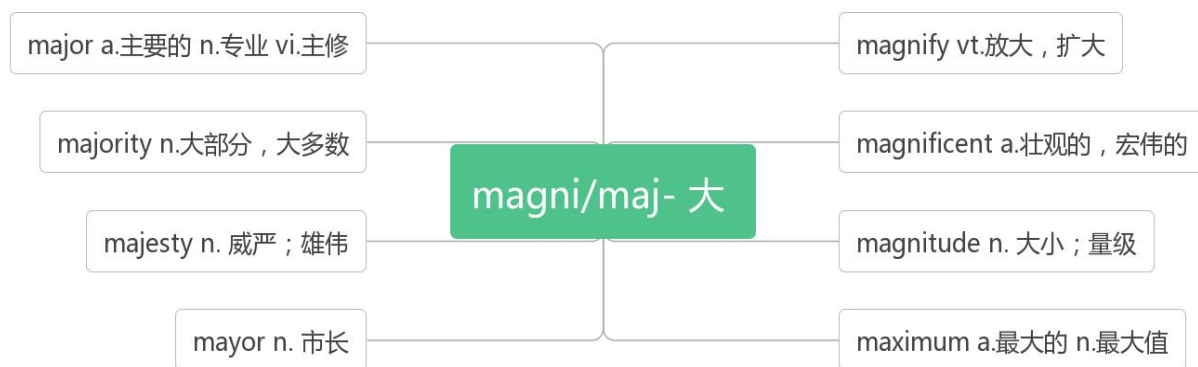 major a.主要的 n.专业 vi.主修
majority n.大部分，大多数
majesty n. 威严；雄伟
mayor n. 市长
magni/maj- 大
magnify vt.放大，扩大
magnificent a.壮观的，宏伟的
magnitude n. 大小；量级
maximum a.最大的 n.最大值